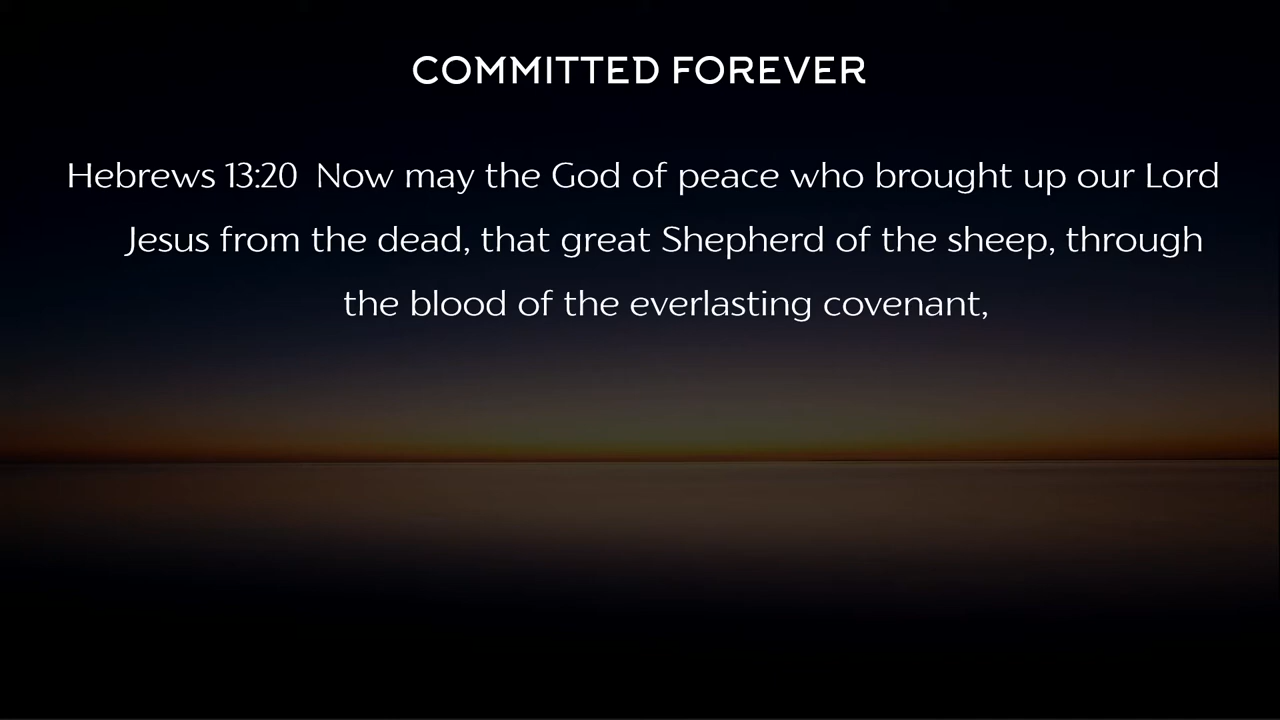 COMMITTED FOREVER
Hebrews 13:20  Now may the God of peace who brought up our Lord
Jesus from the dead, that great Shepherd of the sheep, through
the blood of the everlasting covenant,